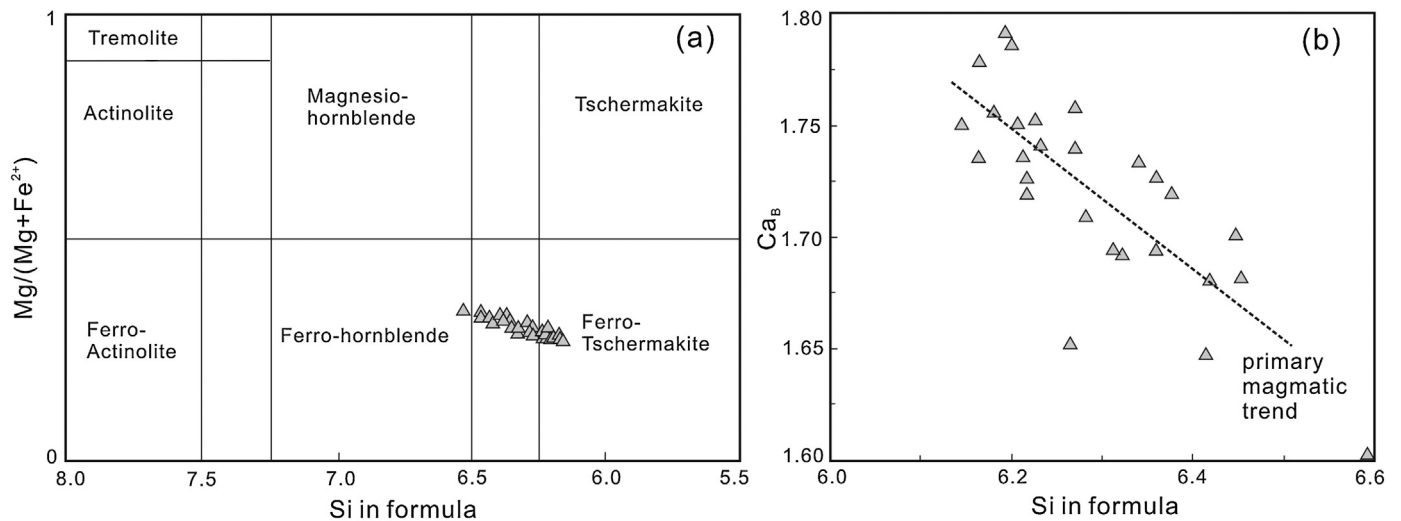 1
Tremolite
(a)
Actinolite
Magnesio-
hornblende
Tschermakite
Mg/(Mg+Fe²⁺)
Ferro-
Actinolite
Ferro-hornblende
Ferro-
Tschermakite
0
8.0 7.5 7.0 6.5 6.0 5.5
Si in formula
1.80
(b)
1.75
Ca_B
1.70
1.65
primary
magmatic
trend
1.60
6.0 6.2 6.4 6.6
Si in formula